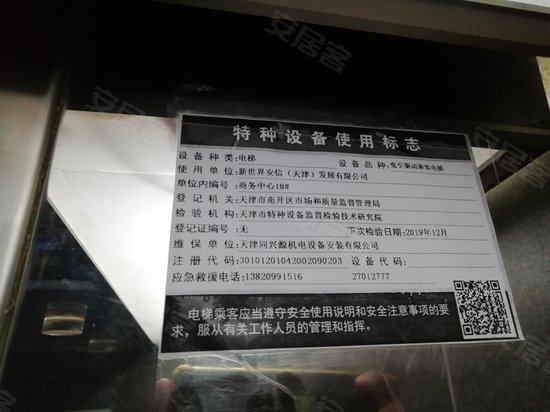 特种设备使用标志
设备种类:电梯 设备品种:曳引驱动乘客电梯
使用单位:新世界安信（天津）发展有限公司
单位内编号:商务中心18#
登记机关:天津市南开区市场和质量监督管理局
检验机构:天津市特种设备监督检验技术研究院
登记证编号:无 下次检验日期:2019年12月
维保单位:天津同兴源机电设备安装有限公司
注册代码:30101201042002090203 设备代码:
应急救援电话:13820991516 27012777
电梯乘客应当遵守安全使用说明和安全注意事项的要
求，服从有关工作人员的管理和指挥。
安居客
安居客
安居客